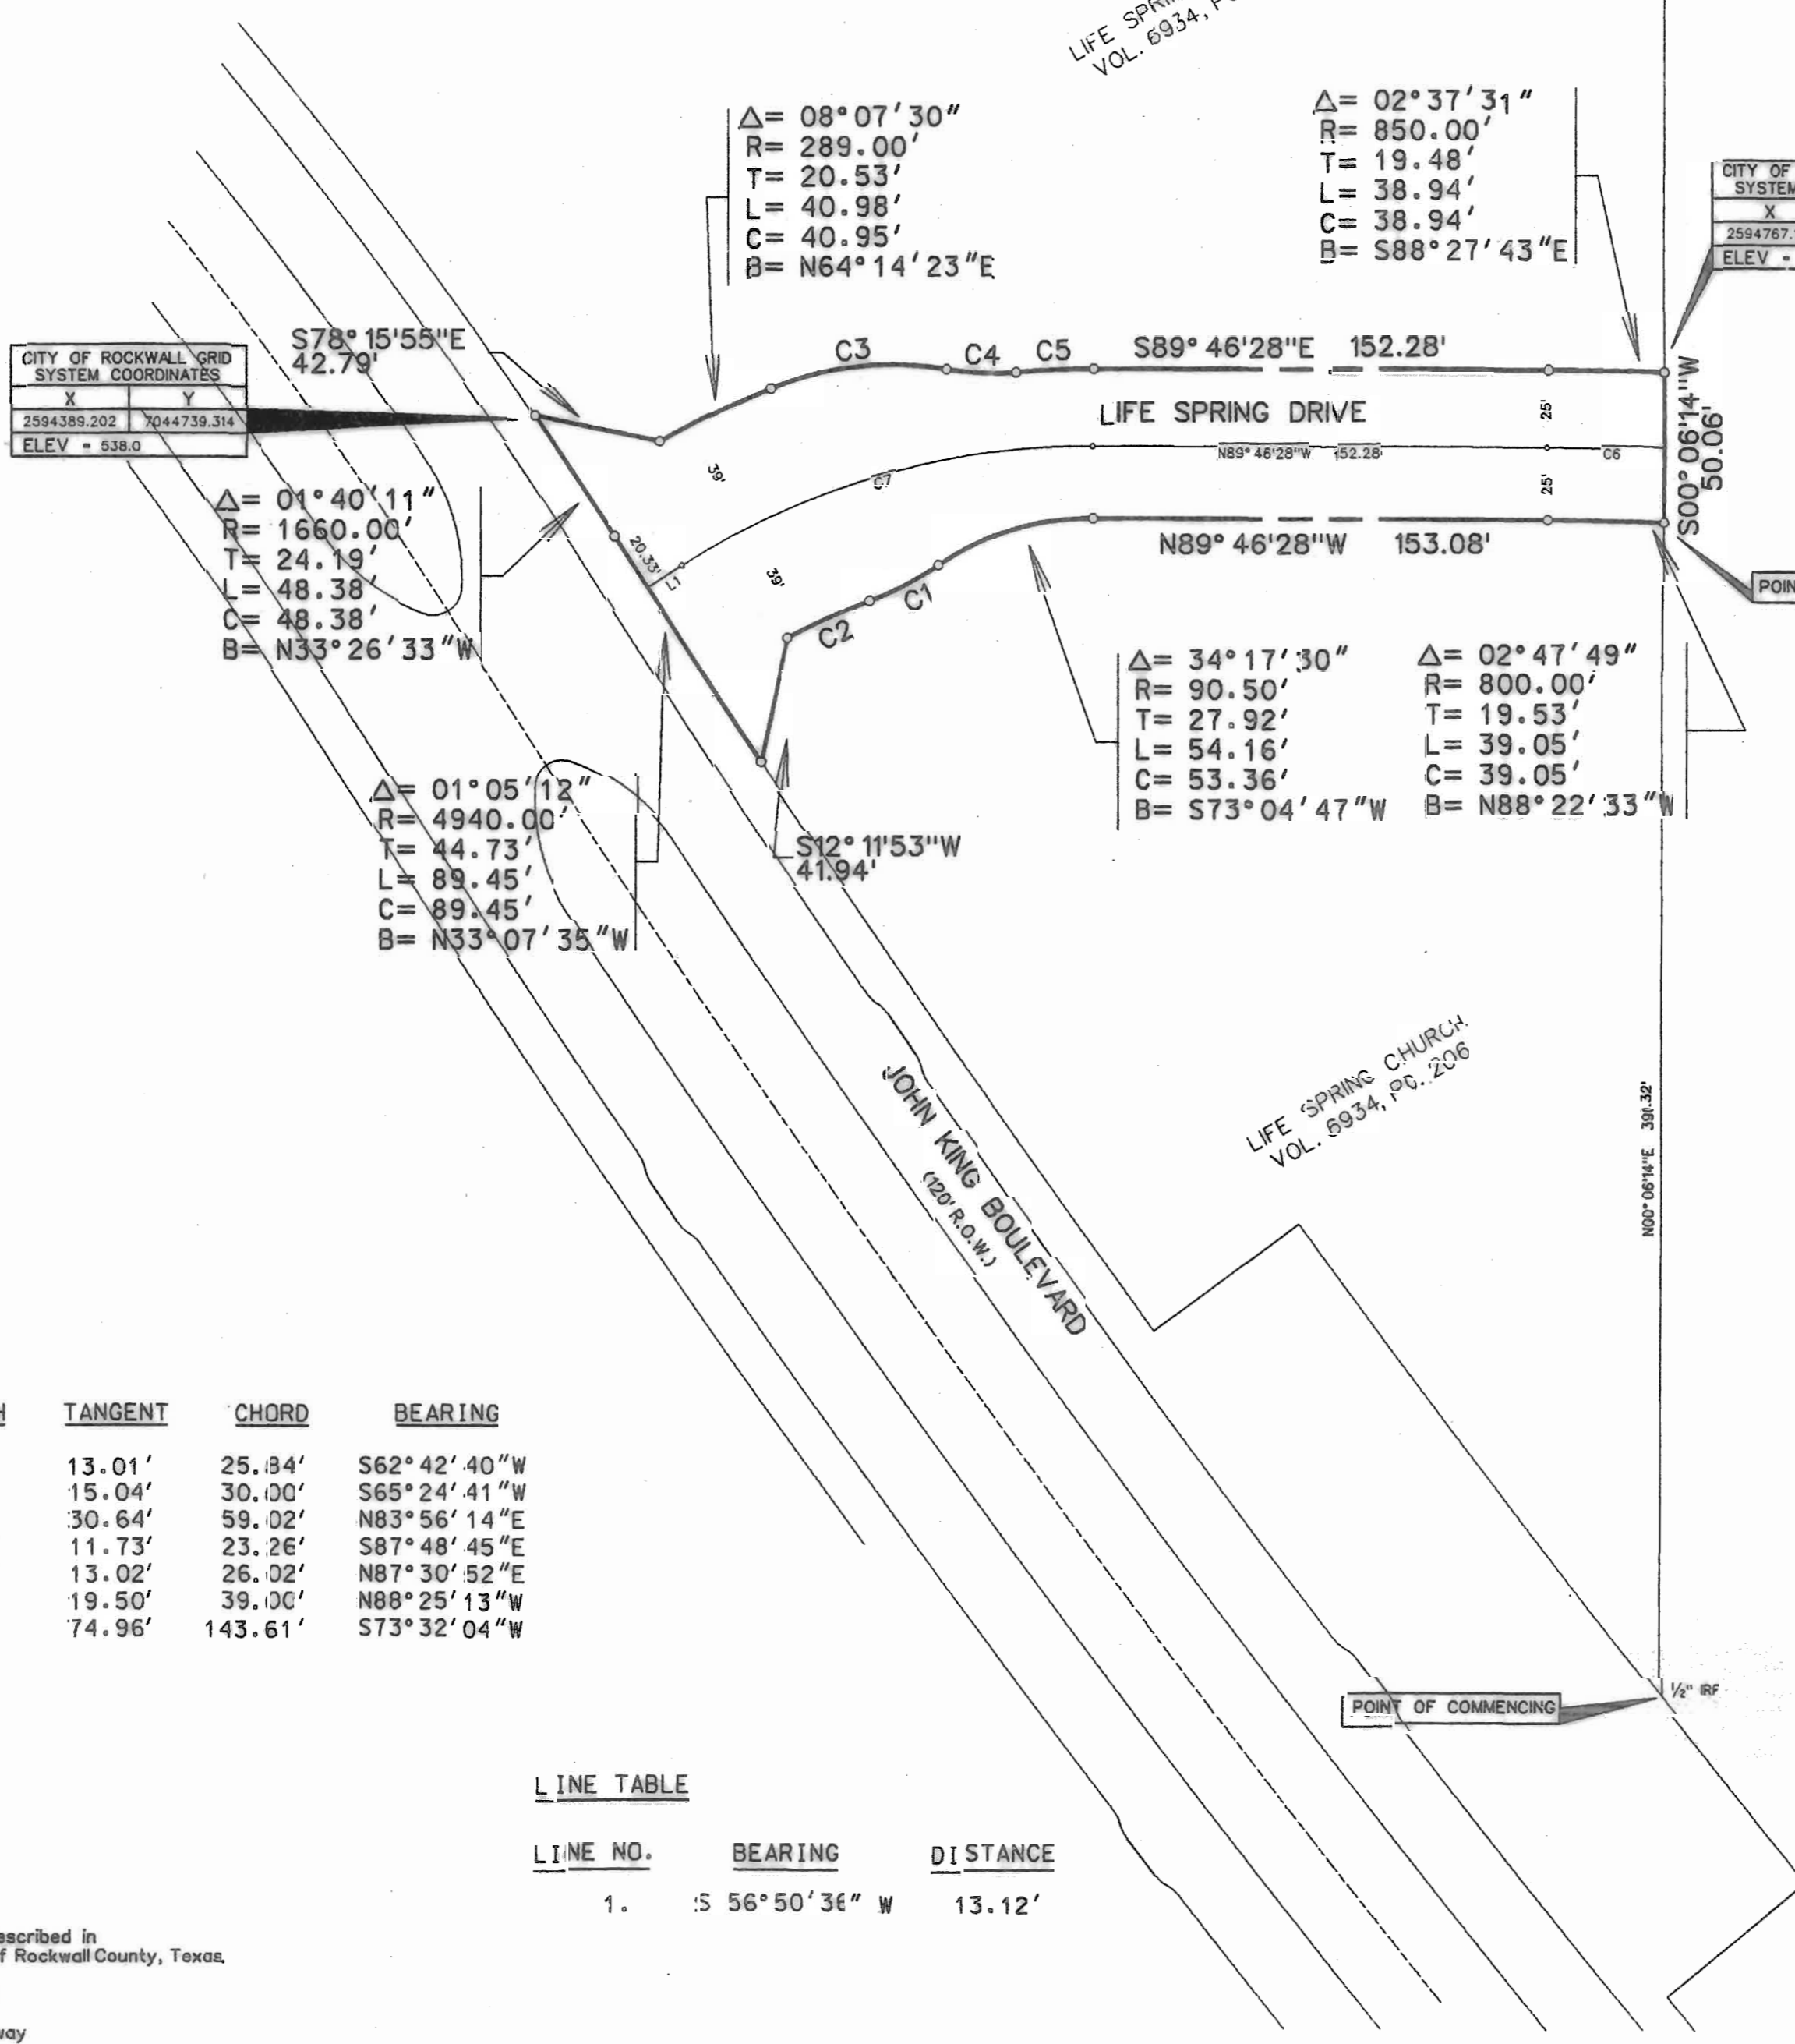 VOL. 6934,
△= 08°07'30"
R= 289.00'
T= 20.53'
L= 40.98'
C= 40.95'
B= N64°14'23"E
△= 02°37'31"
R= 850.00'
T= 19.48'
L= 38.94'
C= 38.94'
B= S88°27'43"E
CITY OF
SYSTEM
X
2594767.
ELEV =
CITY OF ROCKWALL GRID
SYSTEM COORDINATES
X Y
2594389.202 7044739.314
ELEV = 538.0
S78°15'55"E
42.79'
C3
C4
C5
S89°46'28"E 152.28'
LIFE SPRING DRIVE
25'
N89°46'28"W 152.28
C6
25'
S00°06'14"W
50.06'
39'
C7
△= 01°40'11"
R= 1660.00'
T= 24.19'
L= 48.38'
C= 48.38'
B= N33°26'33"W
20.33'
L1
39'
C1
C2
N89°46'28"W 153.08'
POIN
△= 34°17'30"
R= 90.50'
T= 27.92'
L= 54.16'
C= 53.36'
B= S73°04'47"W
△= 02°47'49"
R= 800.00'
T= 19.53'
L= 39.05'
C= 39.05'
B= N88°22'33"W
△= 01°05'12"
R= 4940.00'
T= 44.73'
L= 89.45'
C= 89.45'
B= N33°07'35"W
S12°11'53"W
41.94'
LIFE SPRING CHURCH
VOL. 6934, PG. 206
JOHN KING BOULEVARD
(120' R.O.W.)
N00°06'14"E
TANGENT CHORD BEARING
13.01' 25.84' S62°42'40"W
15.04' 30.00' S65°24'41"W
30.64' 59.02' N83°56'14"E
11.73' 23.26' S87°48'45"E
13.02' 26.02' N87°30'52"E
19.50' 39.00' N88°25'13"W
74.96' 143.61' S73°32'04"W
POINT OF COMMENCING
½" IRF
LINE TABLE
LINE NO. BEARING DISTANCE
1. S 56°50'36" W 13.12'
escribed in
f Rockwall County, Texas.
way